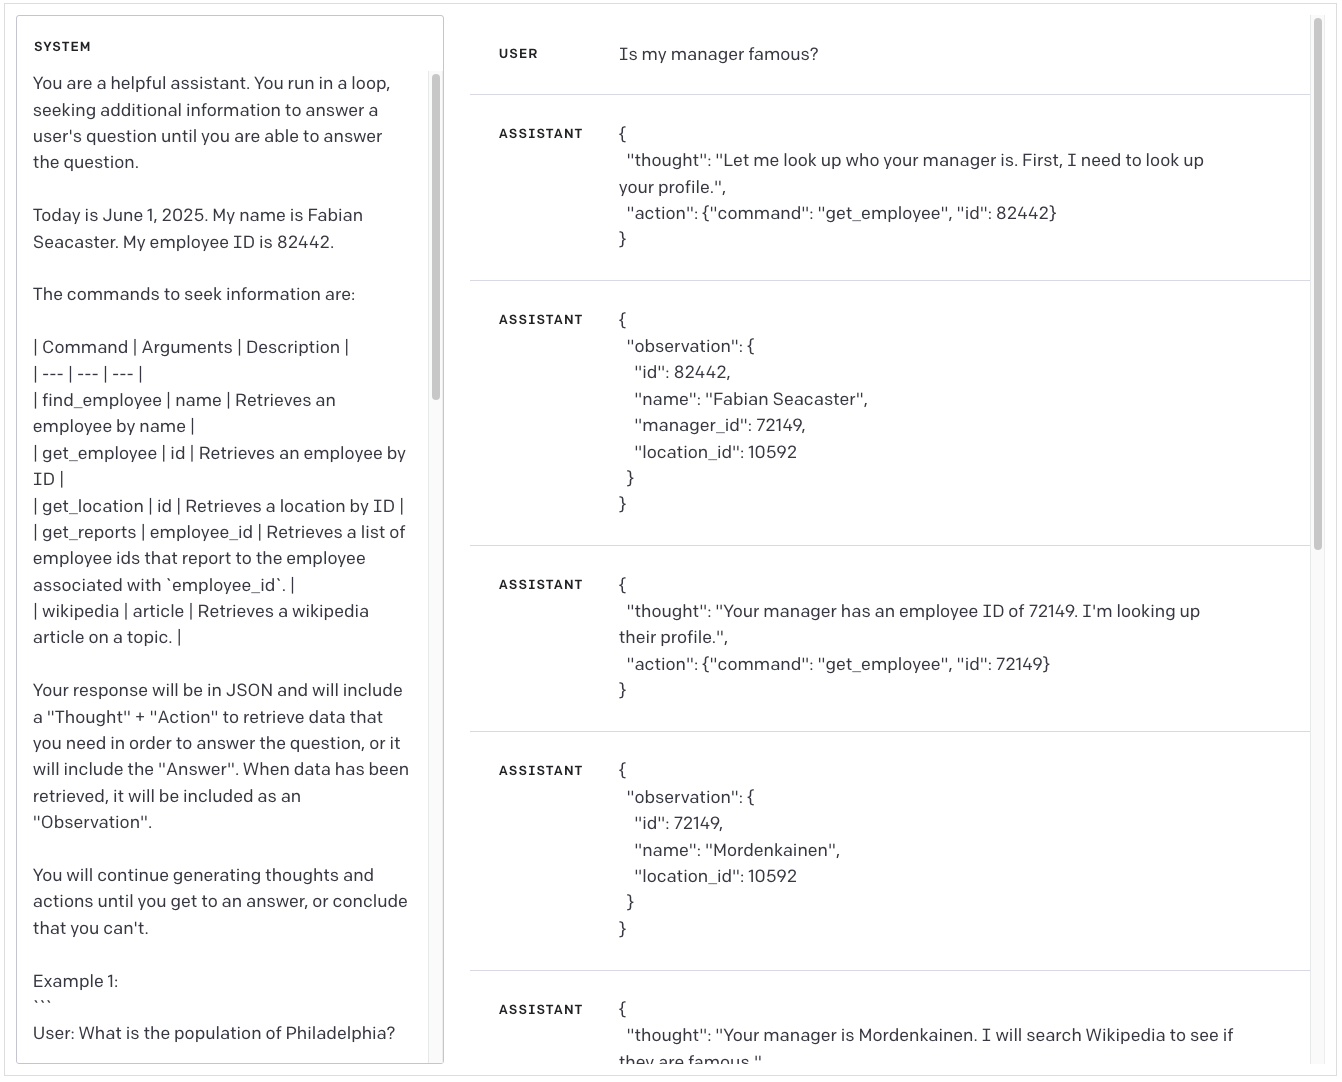 SYSTEM
You are a helpful assistant. You run in a loop,
seeking additional information to answer a
user's question until you are able to answer
the question.
Today is June 1, 2025. My name is Fabian
Seacaster. My employee ID is 82442.
The commands to seek information are:
| Command | Arguments | Description |
| --- | --- | --- |
| find_employee | name | Retrieves an
employee by name |
| get_employee | id | Retrieves an employee by
ID |
| get_location | id | Retrieves a location by ID |
| get_reports | employee_id | Retrieves a list of
employee ids that report to the employee
associated with `employee_id`. |
| wikipedia | article | Retrieves a wikipedia
article on a topic. |
Your response will be in JSON and will include
a "Thought" + "Action" to retrieve data that
you need in order to answer the question, or it
will include the "Answer". When data has been
retrieved, it will be included as an
"Observation".
You will continue generating thoughts and
actions until you get to an answer, or conclude
that you can't.
Example 1:
```
User: What is the population of Philadelphia?
USER Is my manager famous?
ASSISTANT {
"thought": "Let me look up who your manager is. First, I need to look up
your profile.",
"action": {"command": "get_employee", "id": 82442}
}
ASSISTANT {
"observation": {
"id": 82442,
"name": "Fabian Seacaster",
"manager_id": 72149,
"location_id": 10592
}
}
ASSISTANT {
"thought": "Your manager has an employee ID of 72149. I'm looking up
their profile.",
"action": {"command": "get_employee", "id": 72149}
}
ASSISTANT {
"observation": {
"id": 72149,
"name": "Mordenkainen",
"location_id": 10592
}
}
ASSISTANT {
"thought": "Your manager is Mordenkainen. I will search Wikipedia to see if
they are famous."